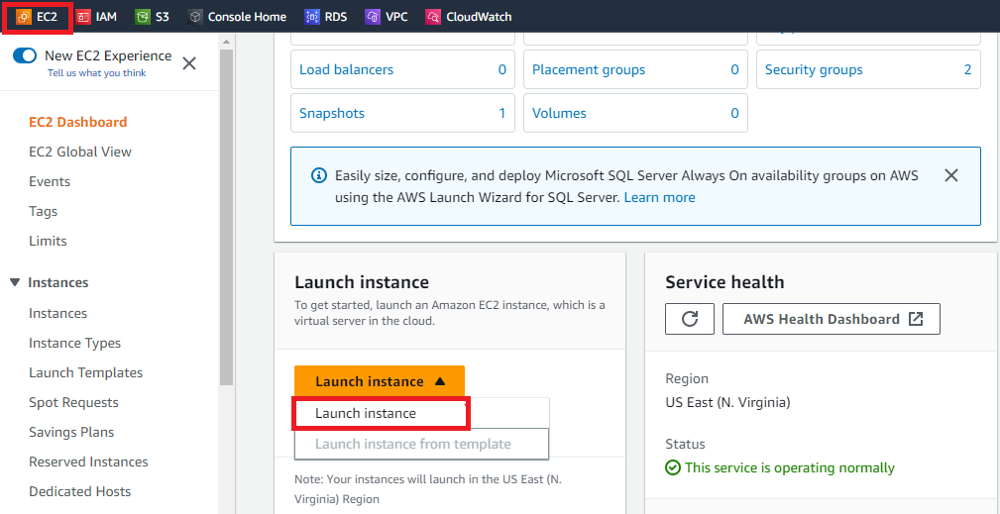 EC2 IAM S3 Console Home RDS VPC CloudWatch
New EC2 Experience
Tell us what you think
EC2 Dashboard
EC2 Global View
Events
Tags
Limits
Instances
Instances
Instance Types
Launch Templates
Spot Requests
Savings Plans
Reserved Instances
Dedicated Hosts
Load balancers 0 Placement groups 0 Security groups 2
Snapshots 1 Volumes 0
Easily size, configure, and deploy Microsoft SQL Server Always On availability groups on AWS
using the AWS Launch Wizard for SQL Server. Learn more
Launch instance
To get started, launch an Amazon EC2 instance, which is a
virtual server in the cloud.
Launch instance
Launch instance
Launch instance from template
Note: Your instances will launch in the US East (N.
Virginia) Region
Service health
AWS Health Dashboard
Region
US East (N. Virginia)
Status
This service is operating normally